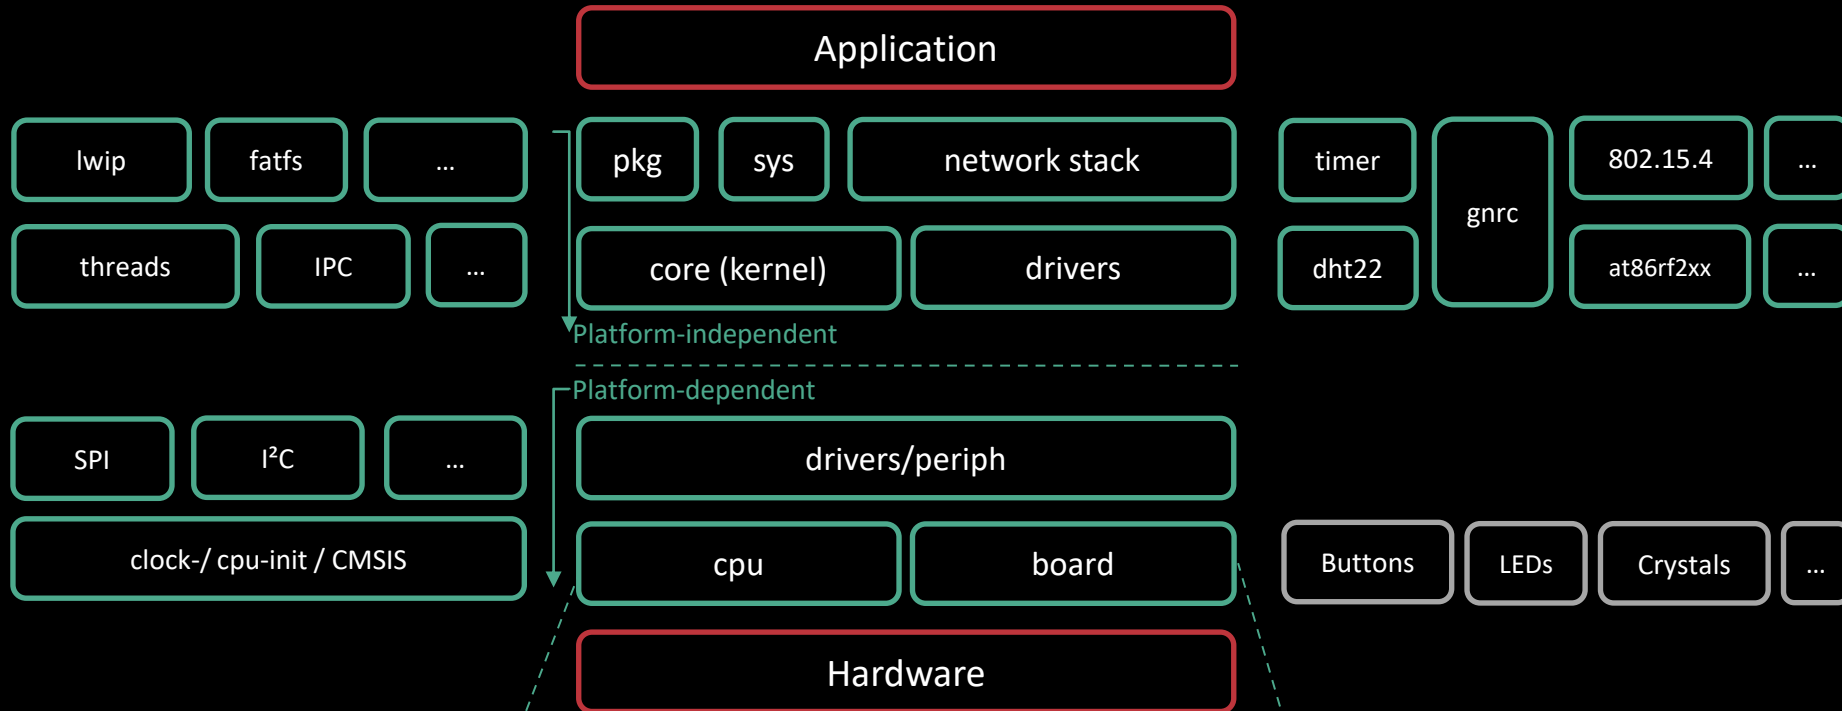 Application
lwip
fatfs
...
pkg
sys
network stack
timer
gnrc
802.15.4
...
threads
IPC
...
core (kernel)
drivers
dht22
at86rf2xx
...
Platform-independent
Platform-dependent
SPI
I²C
...
drivers/periph
clock-/ cpu-init / CMSIS
cpu
board
Buttons
LEDs
Crystals
...
Hardware